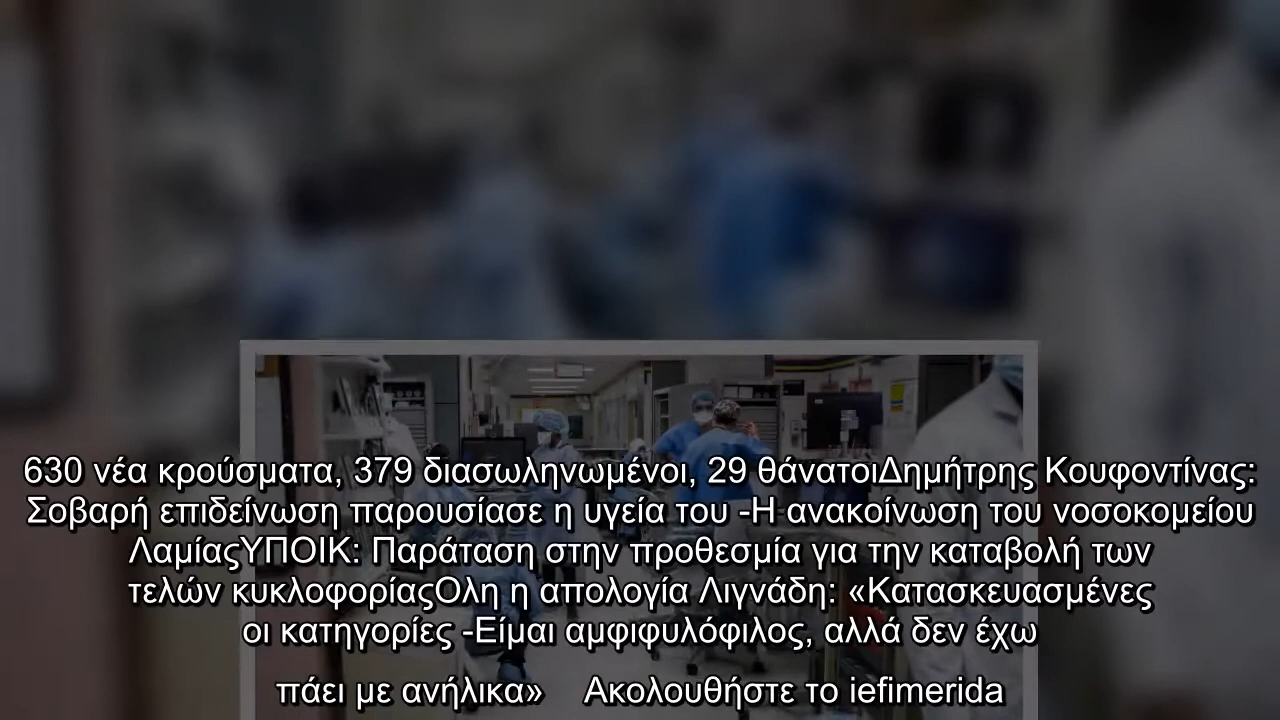 630 νέα κρούσματα, 379 διασωληνωμένοι, 29 θάνατοιΔημήτρης Κουφοντίνας:
Σοβαρή επιδείνωση παρουσίασε η υγεία του -Η ανακοίνωση του νοσοκομείου
ΛαμίαςΥΠΟΙΚ: Παράταση στην προθεσμία για την καταβολή των
τελών κυκλοφορίαςΟλη η απολογία Λιγνάδη: «Κατασκευασμένες
οι κατηγορίες -Είμαι αμφιφυλόφιλος, αλλά δεν έχω
πάει με ανήλικα» Ακολουθήστε το iefimerida